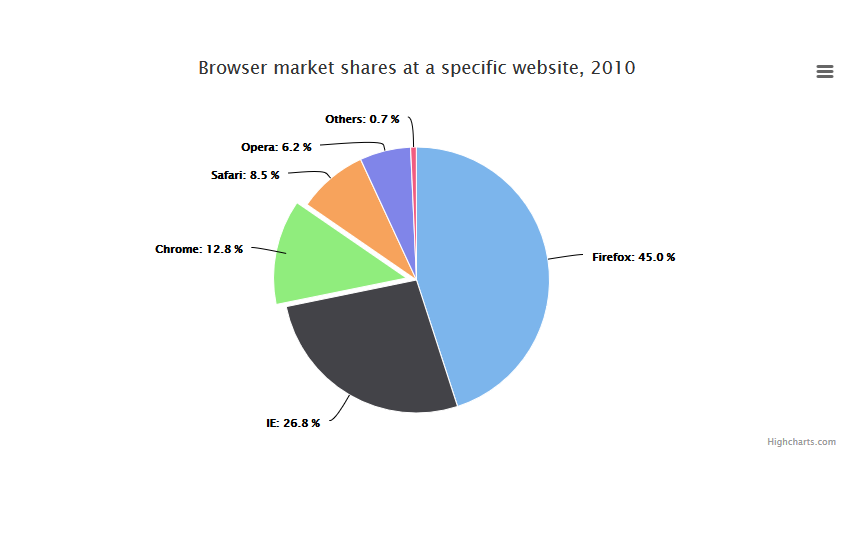 Browser market shares at a specific website, 2010
Others: 0.7 %
Opera: 6.2 %
Safari: 8.5 %
Chrome: 12.8 %
Firefox: 45.0 %
IE: 26.8 %
Highcharts.com